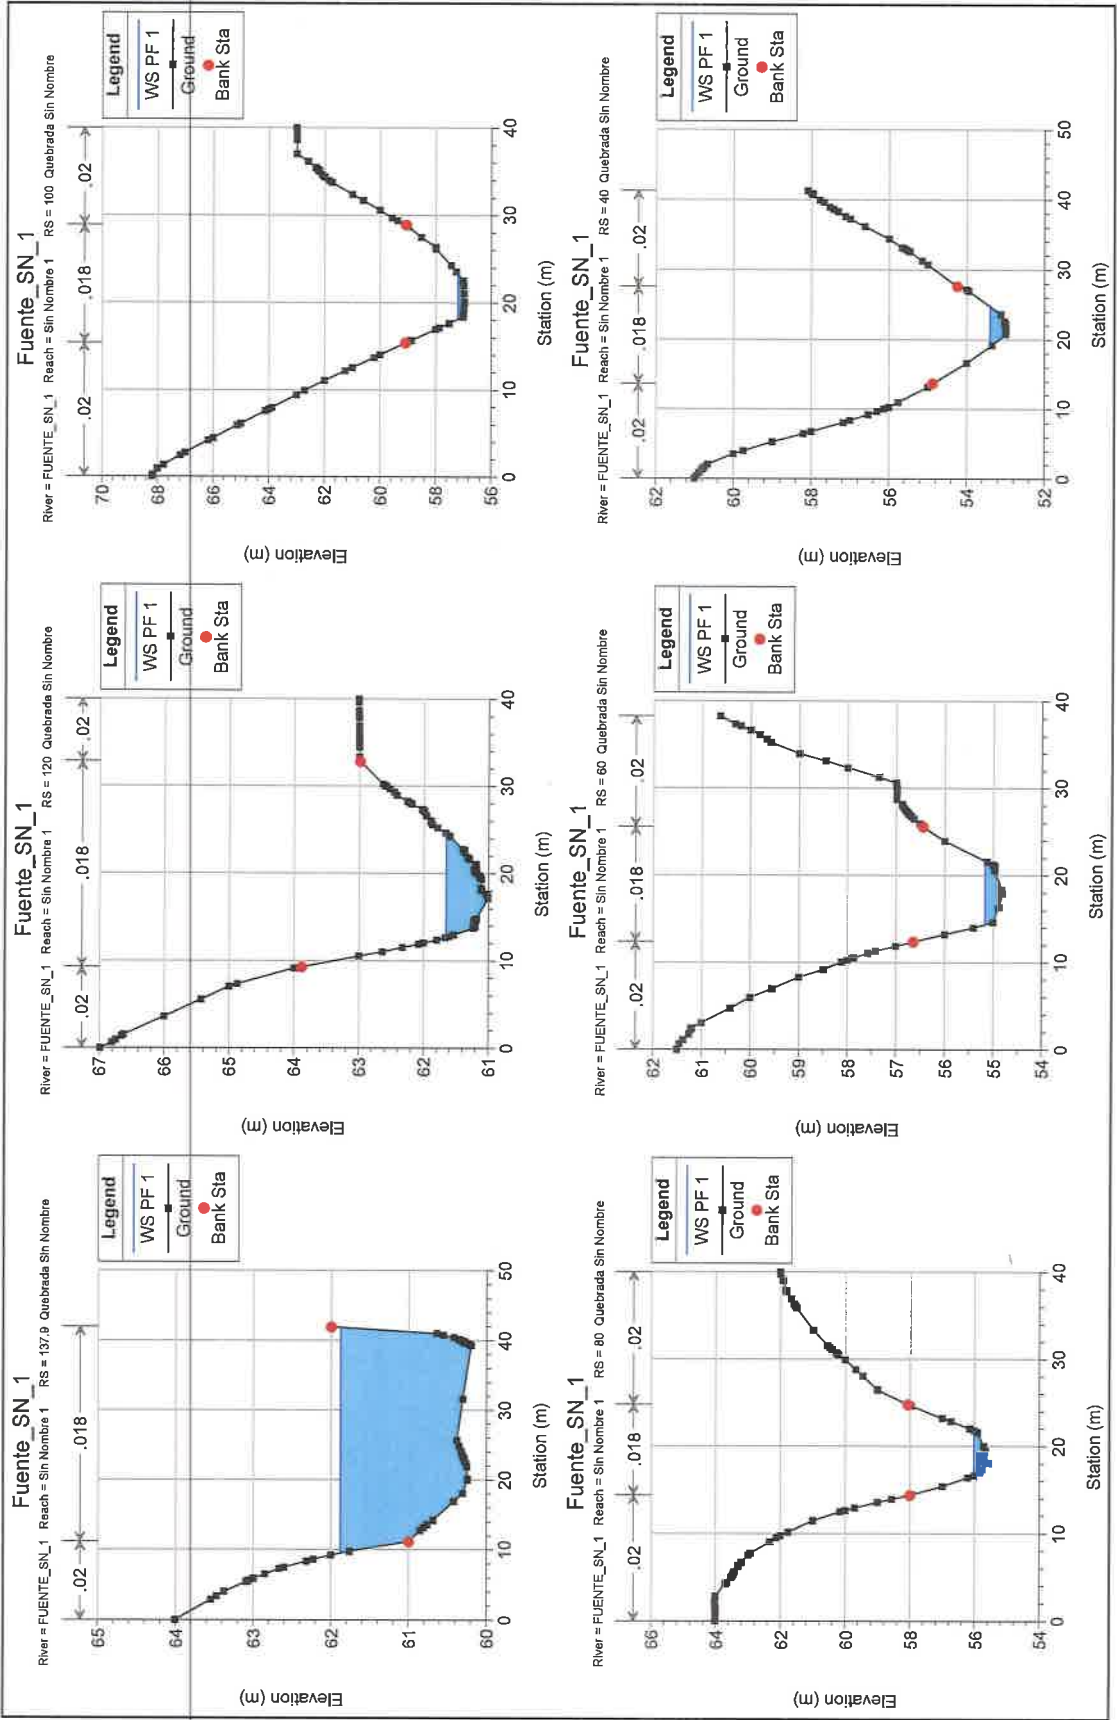 Fuente_SN_1
River = FUENTE_SN_1 Reach = Sin Nombre 1 RS = 137.9 Quebrada Sin Nombre
.02 .018
65
64
63
62
61
60
0 10 20 30 40 50
Station (m)
Elevation (m)
Legend
WS PF 1
Ground
Bank Sta
Fuente_SN_1
River = FUENTE_SN_1 Reach = Sin Nombre 1 RS = 120 Quebrada Sin Nombre
.02 .018 .02
67
66
65
64
63
62
61
0 10 20 30 40
Station (m)
Elevation (m)
Legend
WS PF 1
Ground
Bank Sta
Fuente_SN_1
River = FUENTE_SN_1 Reach = Sin Nombre 1 RS = 100 Quebrada Sin Nombre
.02 .018 .02
70
68
66
64
62
60
58
56
0 10 20 30 40
Station (m)
Elevation (m)
Legend
WS PF 1
Ground
Bank Sta
Fuente_SN_1
River = FUENTE_SN_1 Reach = Sin Nombre 1 RS = 80 Quebrada Sin Nombre
.02 .018 .02
66
64
62
60
58
56
54
0 10 20 30 40
Station (m)
Elevation (m)
Legend
WS PF 1
Ground
Bank Sta
Fuente_SN_1
River = FUENTE_SN_1 Reach = Sin Nombre 1 RS = 60 Quebrada Sin Nombre
.02 .018 .02
62
61
60
59
58
57
56
55
54
0 10 20 30 40
Station (m)
Elevation (m)
Legend
WS PF 1
Ground
Bank Sta
Fuente_SN_1
River = FUENTE_SN_1 Reach = Sin Nombre 1 RS = 40 Quebrada Sin Nombre
.02 .018 .02
62
60
58
56
54
52
0 10 20 30 40 50
Station (m)
Elevation (m)
Legend
WS PF 1
Ground
Bank Sta